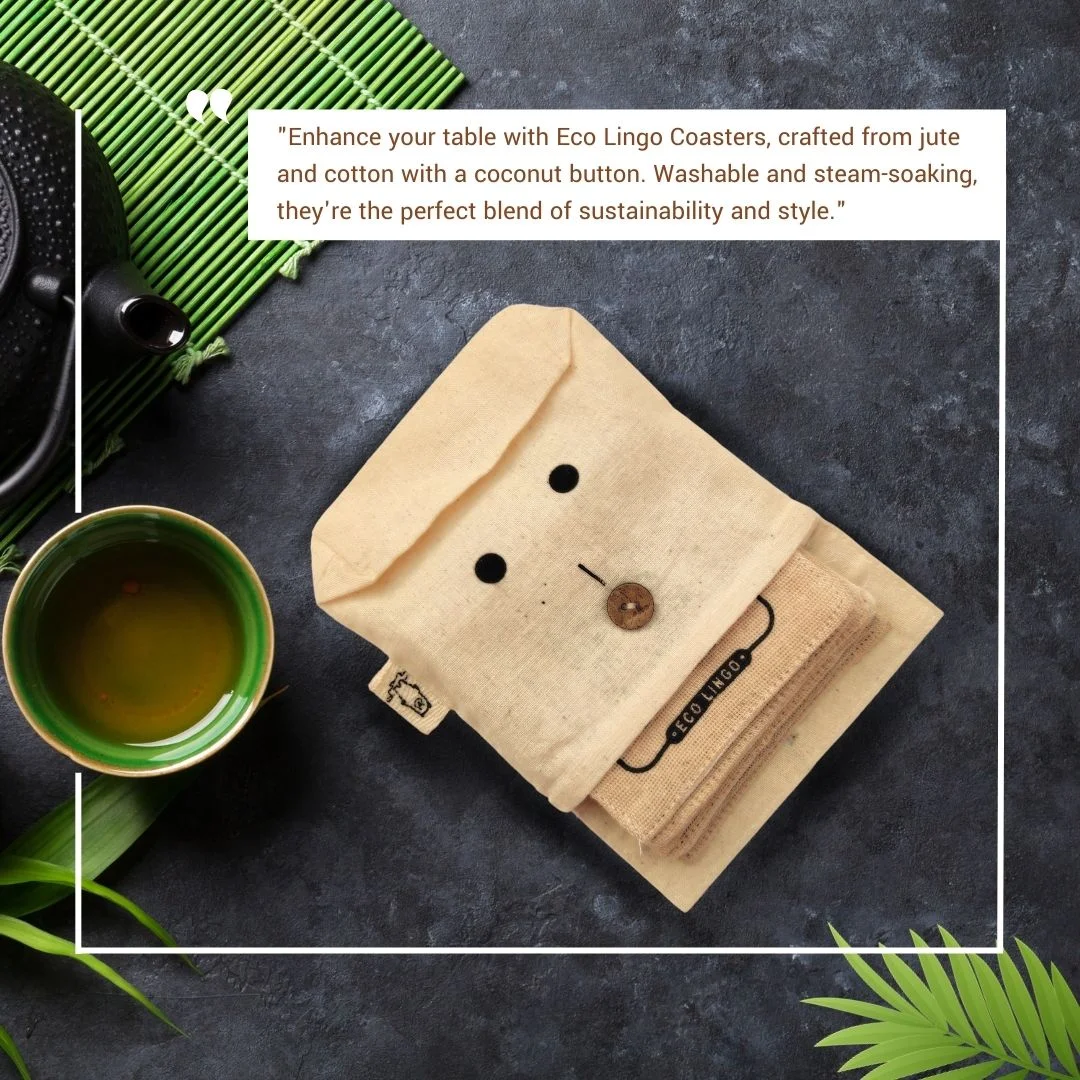 "Enhance your table with Eco Lingo Coasters, crafted from jute
and cotton with a coconut button. Washable and steam-soaking,
they're the perfect blend of sustainability and style."
ECO LINGO